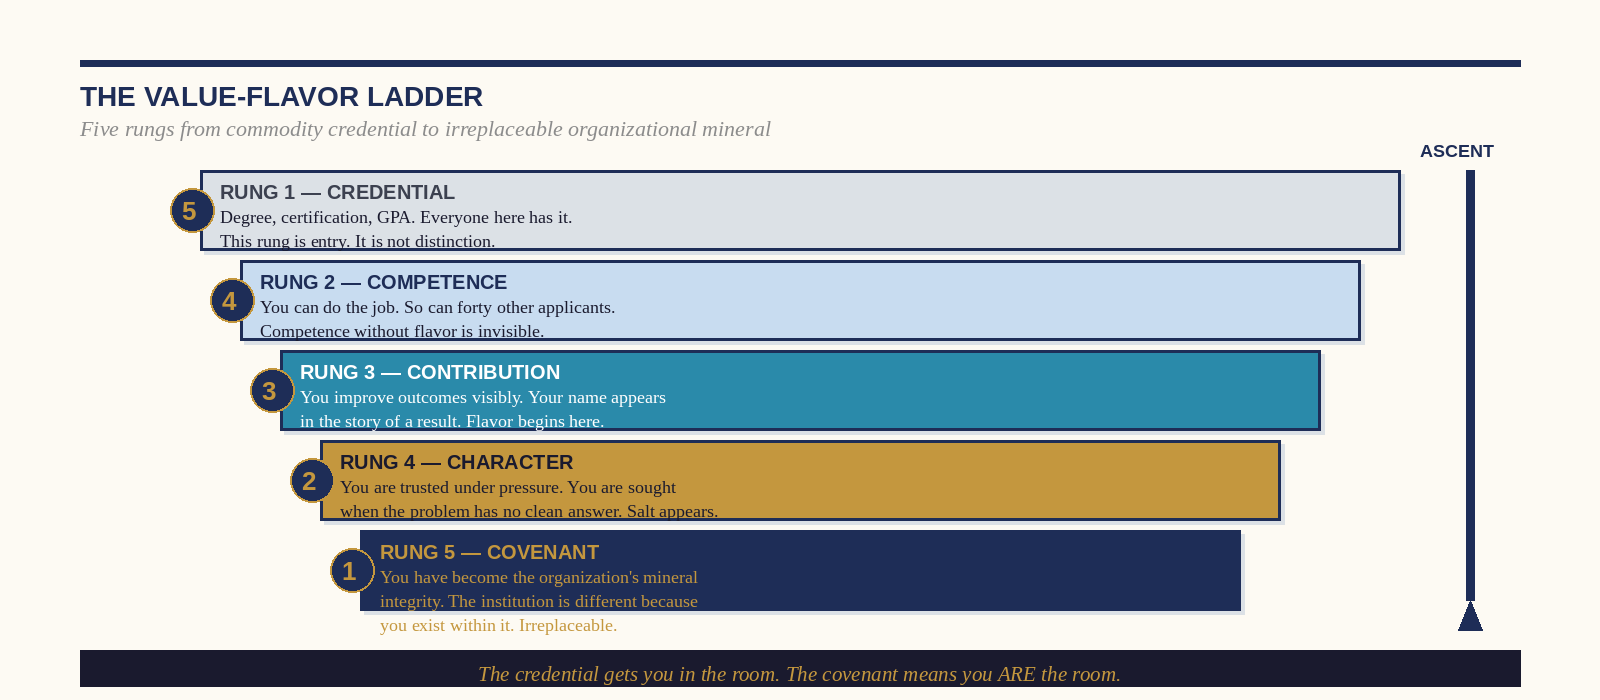 THE VALUE-FLAVOR LADDER
Five rungs from commodity credential to irreplaceable organizational mineral
ASCENT
5
RUNG 1 — CREDENTIAL
Degree, certification, GPA. Everyone here has it.
This rung is entry. It is not distinction.
4
RUNG 2 — COMPETENCE
You can do the job. So can forty other applicants.
Competence without flavor is invisible.
3
RUNG 3 — CONTRIBUTION
You improve outcomes visibly. Your name appears
in the story of a result. Flavor begins here.
2
RUNG 4 — CHARACTER
You are trusted under pressure. You are sought
when the problem has no clean answer. Salt appears.
1
RUNG 5 — COVENANT
You have become the organization's mineral
integrity. The institution is different because
you exist within it. Irreplaceable.
The credential gets you in the room. The covenant means you ARE the room.